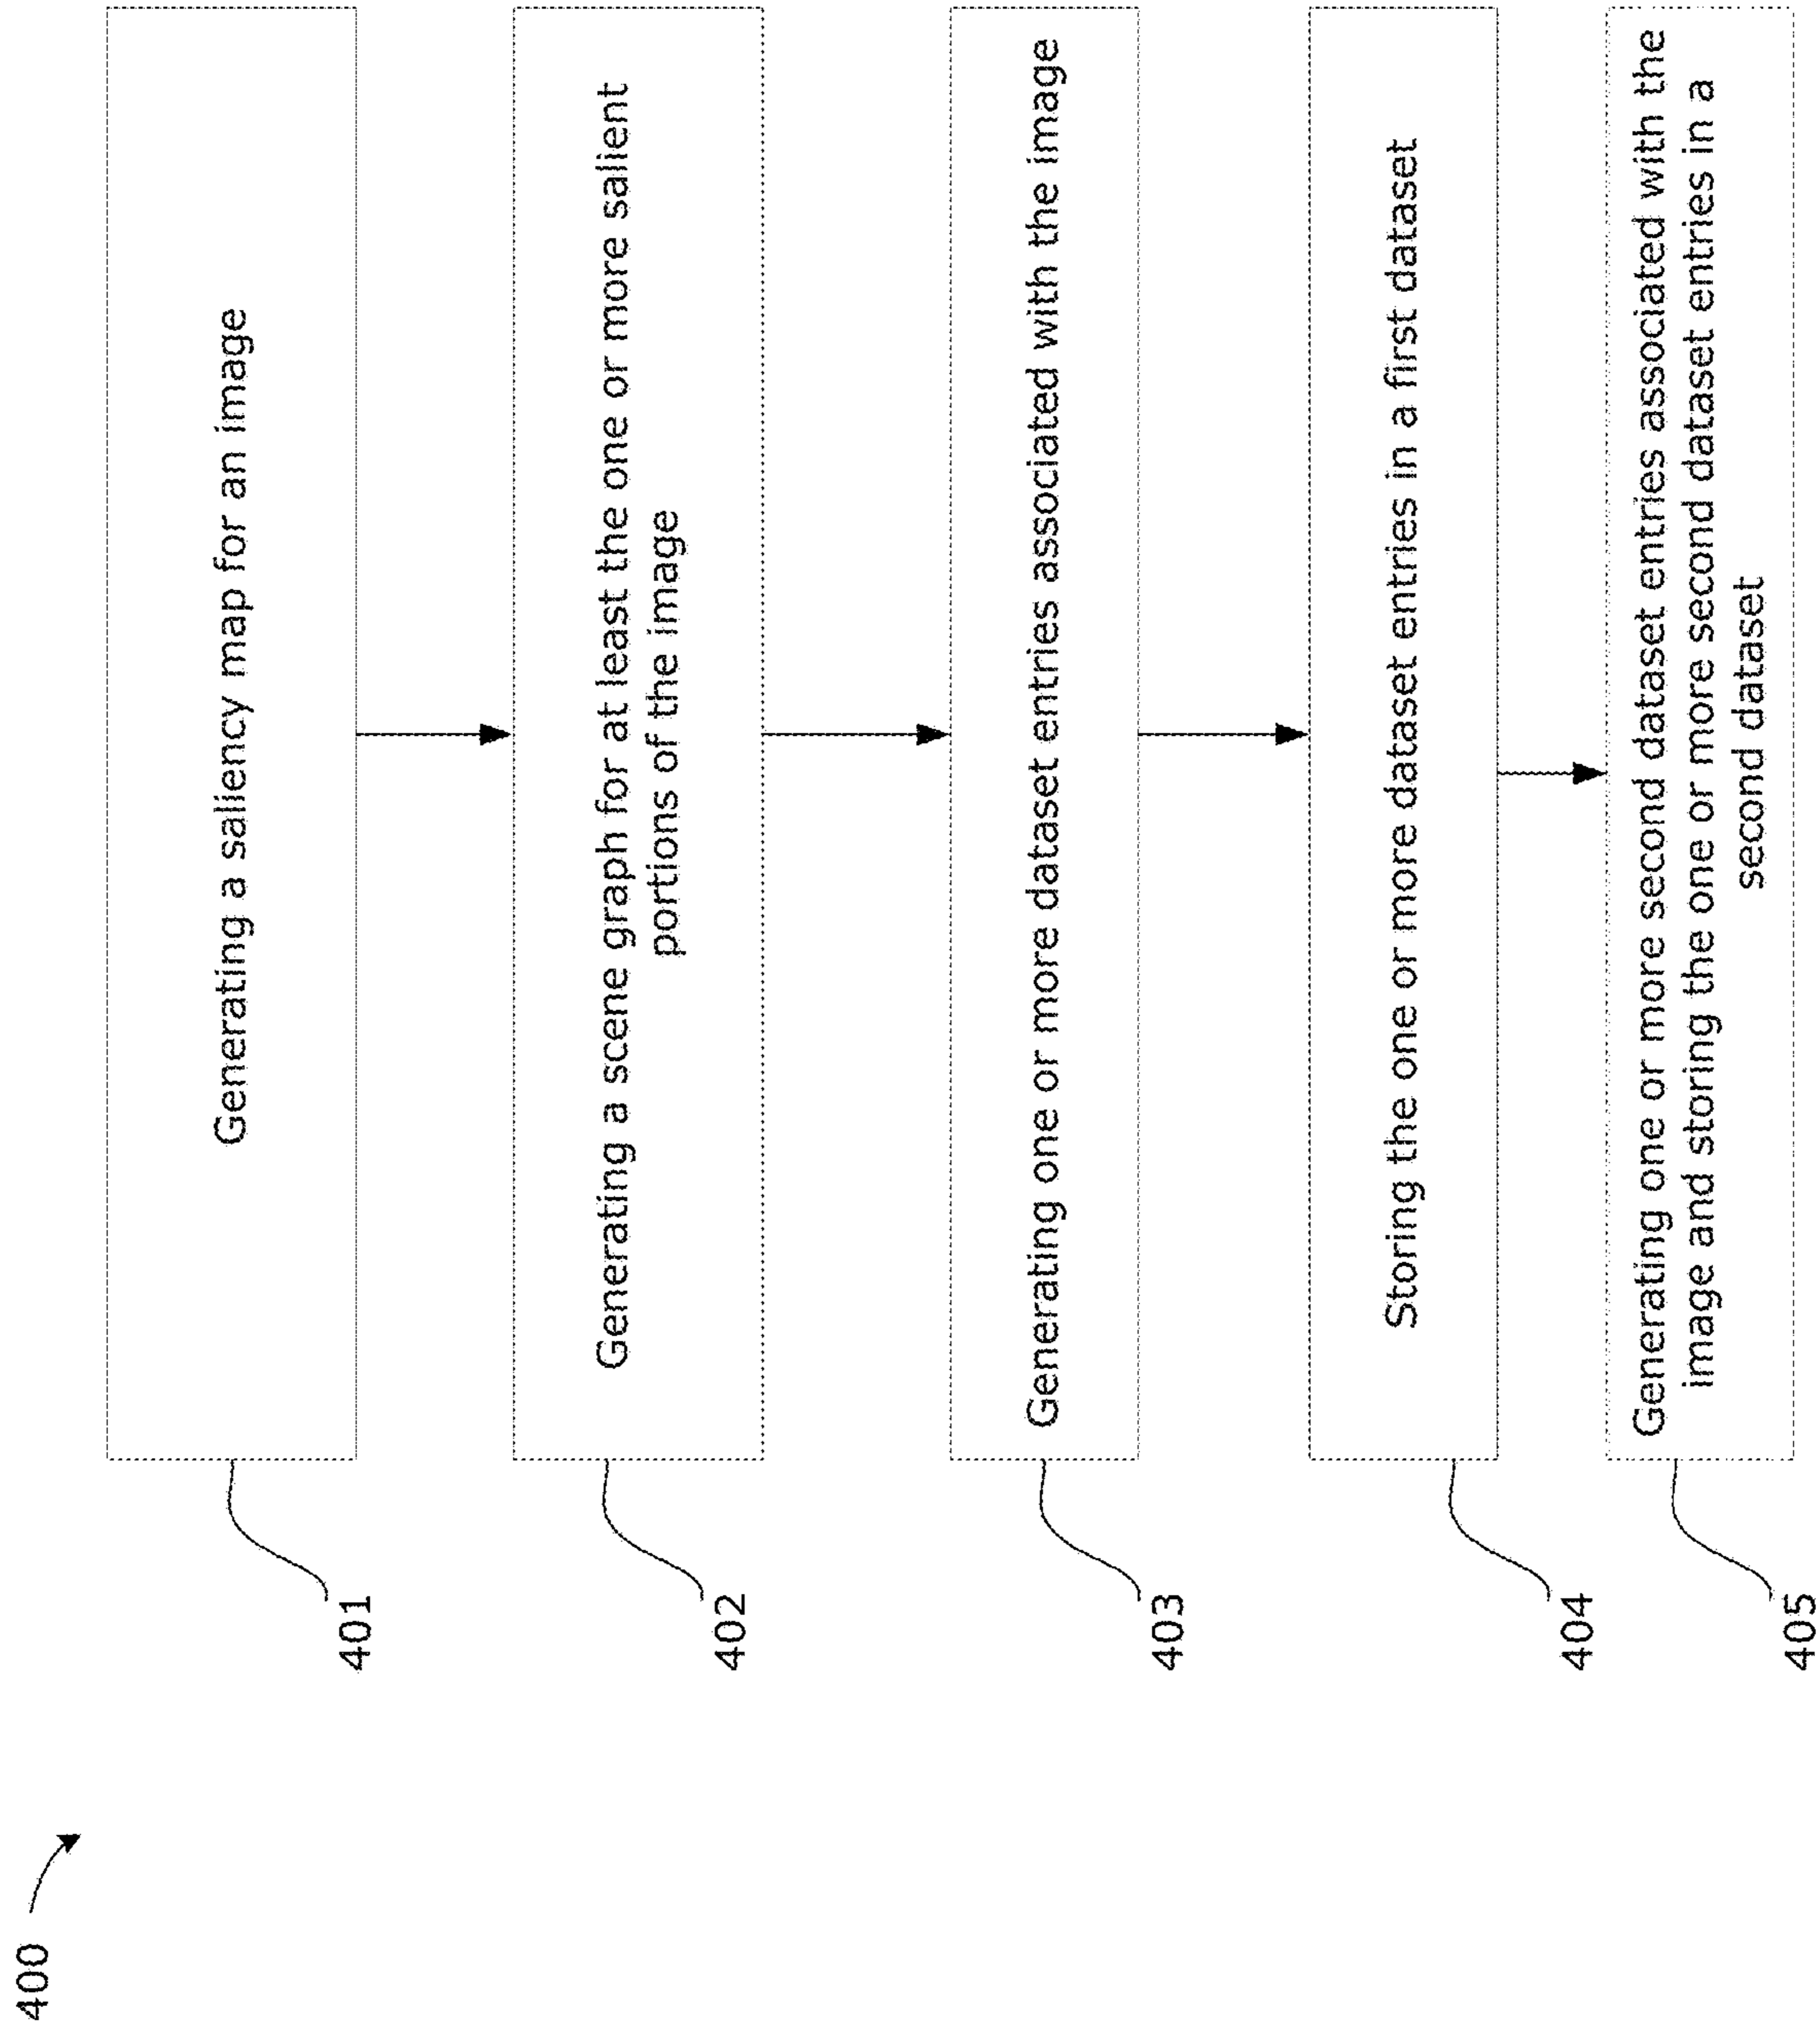 400
401
Generating a saliency map for an image
402
Generating a scene graph for at least the one or more salient
portions of the image
403
Generating one or more dataset entries associated with the image
404
Storing the one or more dataset entries in a first dataset
405
Generating one or more second dataset entries associated with the
image and storing the one or more second dataset entries in a
second dataset